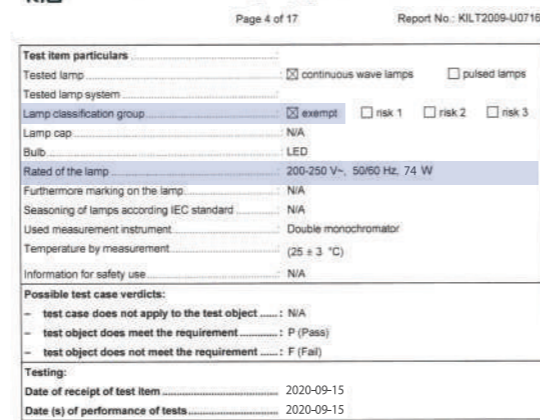 Page 4 of 17 Report No.: KILT2009-U0716
Test item particulars :
Tested lamp : ☒ continuous wave lamps ☐ pulsed lamps
Tested lamp system :
Lamp classification group : ☒ exempt ☐ risk 1 ☐ risk 2 ☐ risk 3
Lamp cap : N/A
Bulb : LED
Rated of the lamp : 200-250 V~, 50/60 Hz, 74 W
Furthermore marking on the lamp : N/A
Seasoning of lamps according IEC standard : N/A
Used measurement instrument : Double monochromator
Temperature by measurement : (25 ± 3 °C)
Information for safety use : N/A
Possible test case verdicts:
– test case does not apply to the test object ..... : N/A
– test object does meet the requirement ............ : P (Pass)
– test object does not meet the requirement ..... : F (Fail)
Testing:
Date of receipt of test item ................ 2020-09-15
Date (s) of performance of tests ................ 2020-09-15